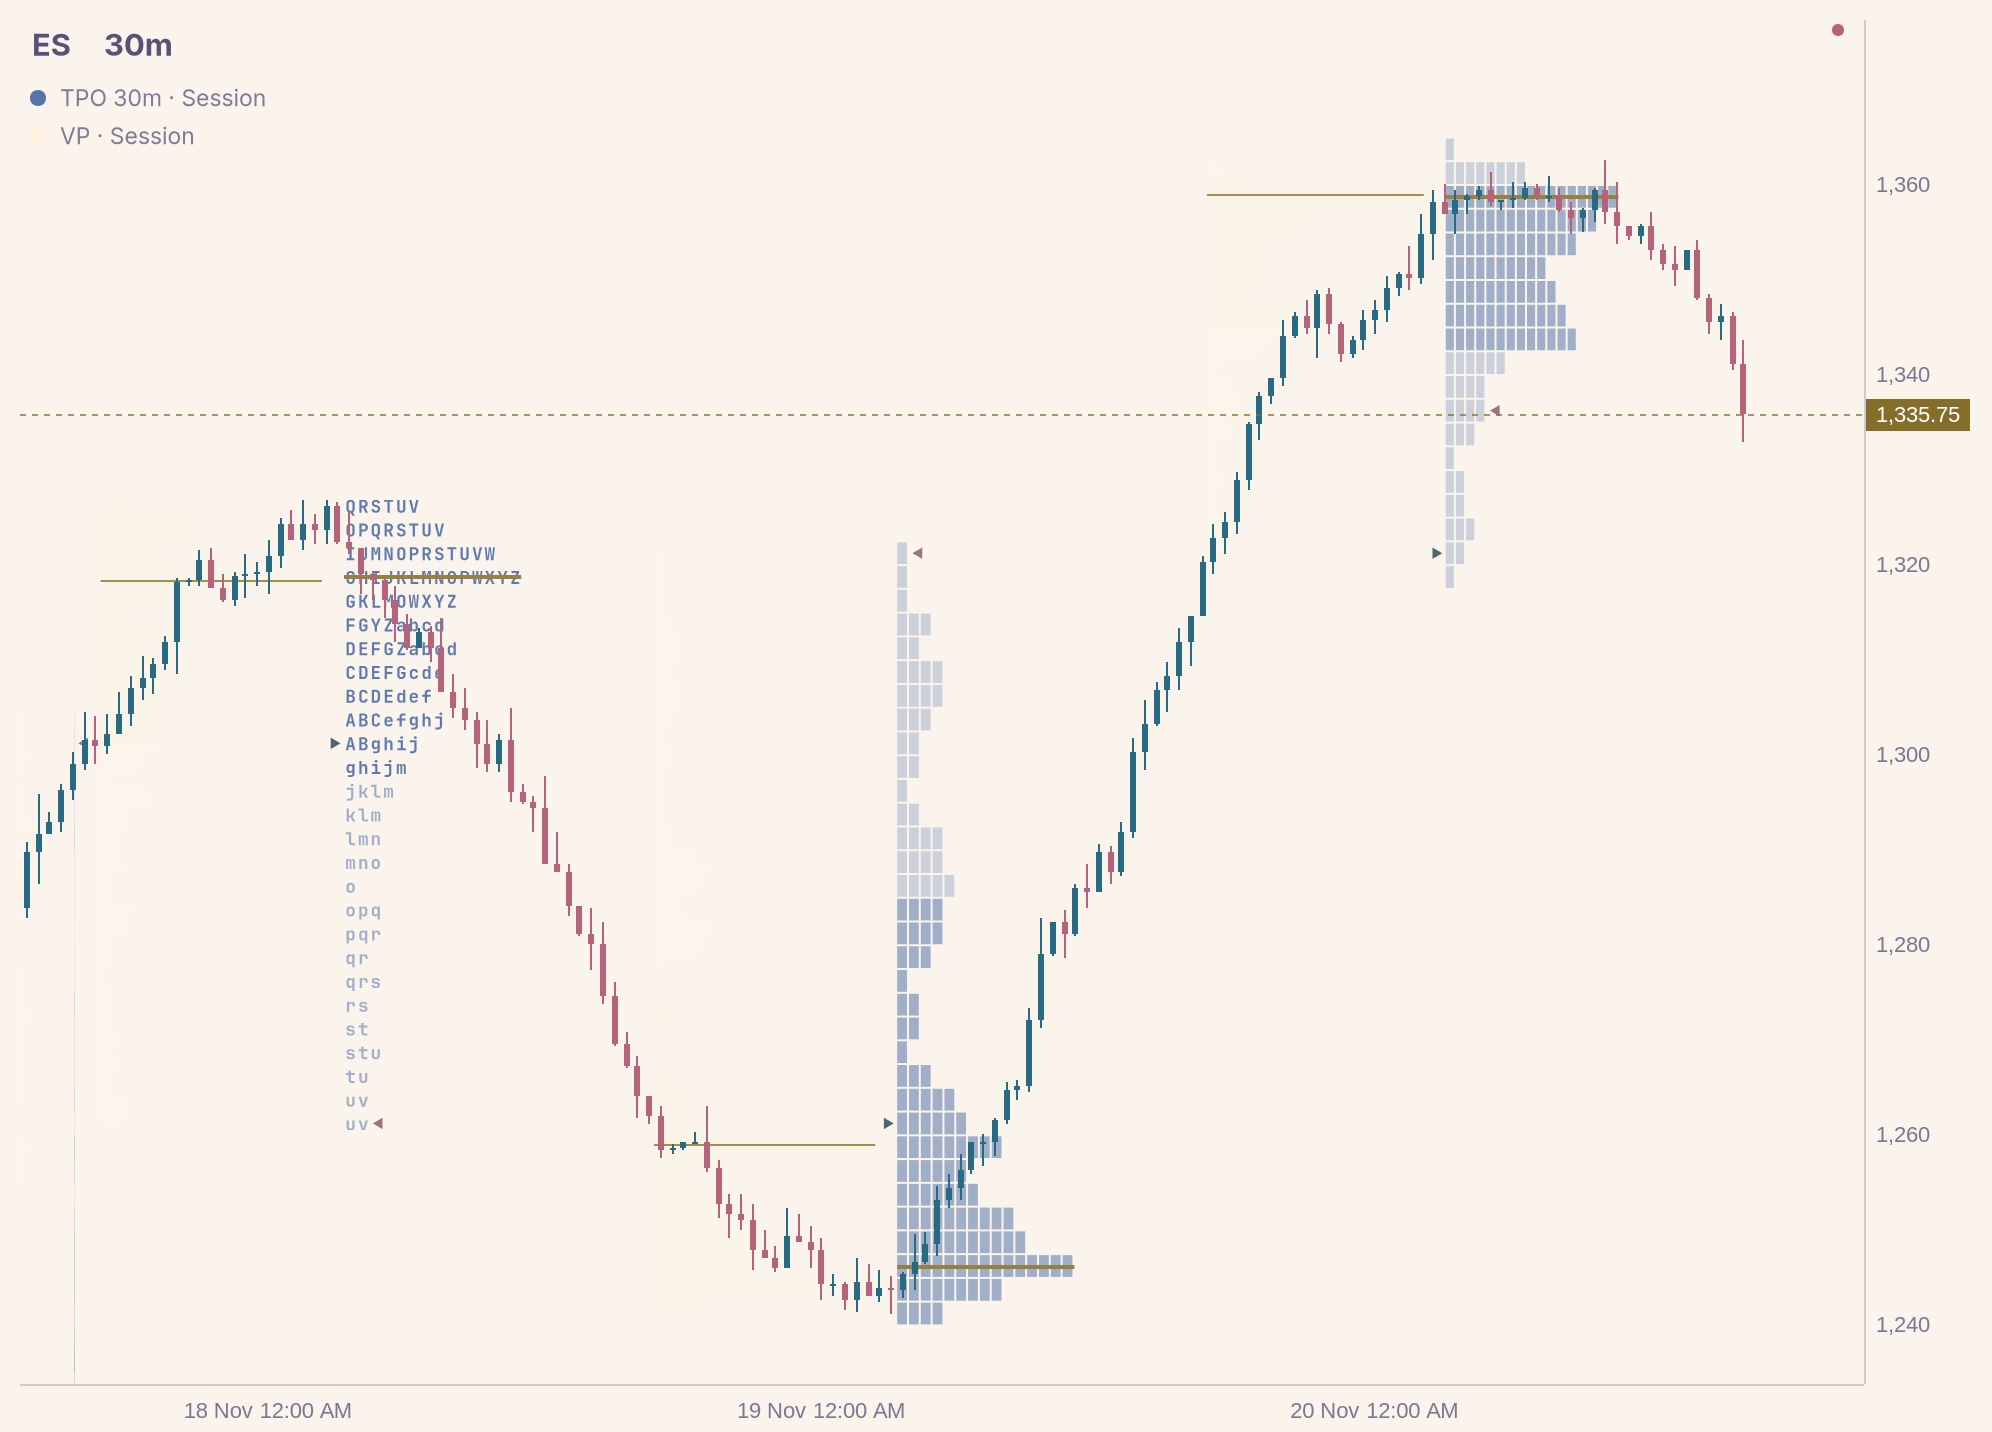 ES 30m
TPO 30m · Session
VP · Session
1,360
1,340
1,335.75
1,320
1,300
1,280
1,260
1,240
QRSTUV
OPQRSTUV
IJMNOPRSTUVW
GHIJKLMNOPWXYZ
GKLMOWXYZ
FGYZabcd
DEFGZabcd
CDEFGcde
BCDEdef
ABCefghj
ABghij
ghijm
jklm
klm
lmn
mno
o
opq
pqr
qr
qrs
rs
st
stu
tu
uv
uv
18 Nov 12:00 AM
19 Nov 12:00 AM
20 Nov 12:00 AM